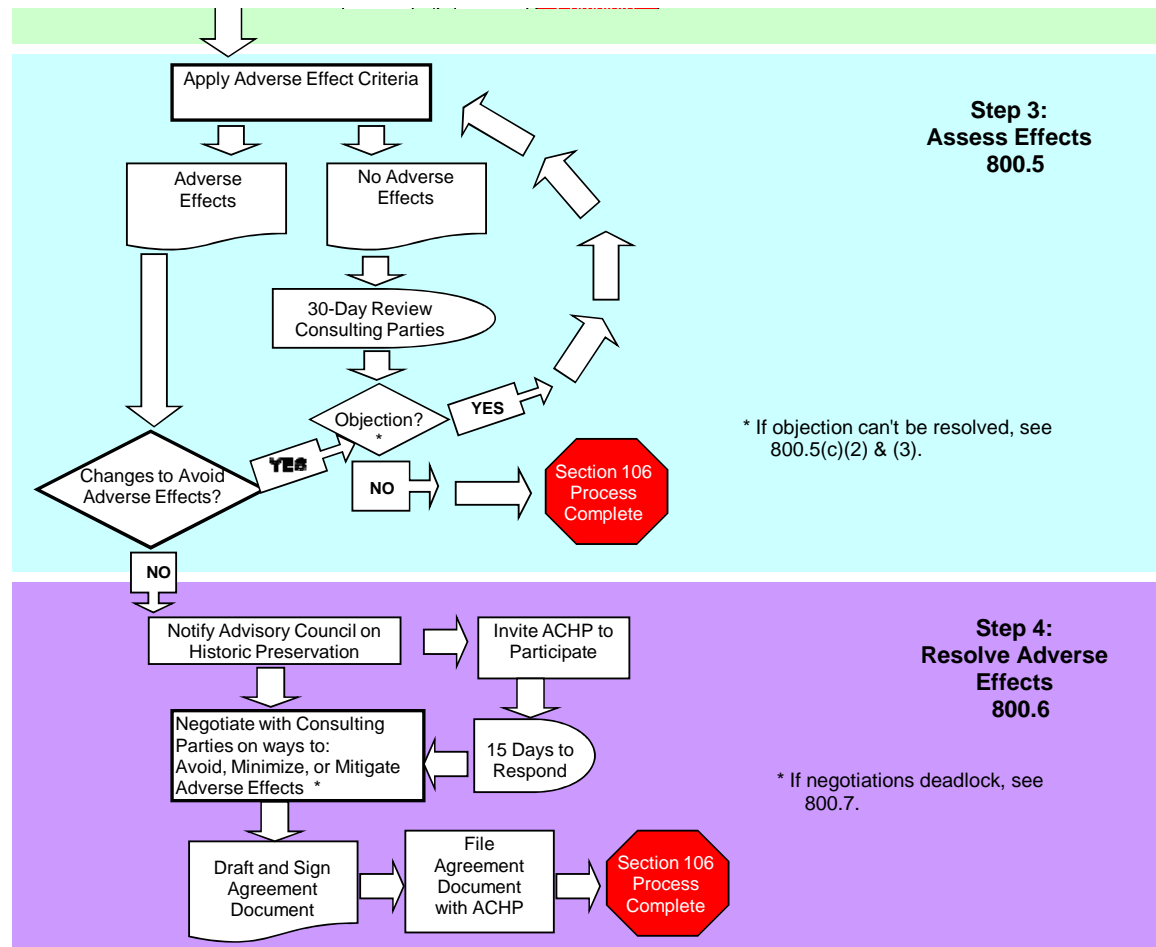 Apply Adverse Effect Criteria
Step 3:
Assess Effects
800.5
Adverse
Effects
No Adverse
Effects
30-Day Review
Consulting Parties
Objection?
*
YES
* If objection can't be resolved, see
800.5(c)(2) & (3).
Changes to Avoid
Adverse Effects?
YES
NO
Section 106
Process
Complete
NO
Notify Advisory Council on
Historic Preservation
Invite ACHP to
Participate
Step 4:
Resolve Adverse
Effects
800.6
Negotiate with Consulting
Parties on ways to:
Avoid, Minimize, or Mitigate
Adverse Effects *
15 Days to
Respond
* If negotiations deadlock, see
800.7.
Draft and Sign
Agreement
Document
File
Agreement
Document
with ACHP
Section 106
Process
Complete